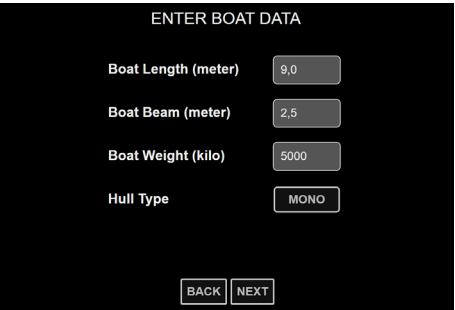 ENTER BOAT DATA
Boat Length (meter) 9,0
Boat Beam (meter) 2,5
Boat Weight (kilo) 5000
Hull Type MONO
BACK NEXT